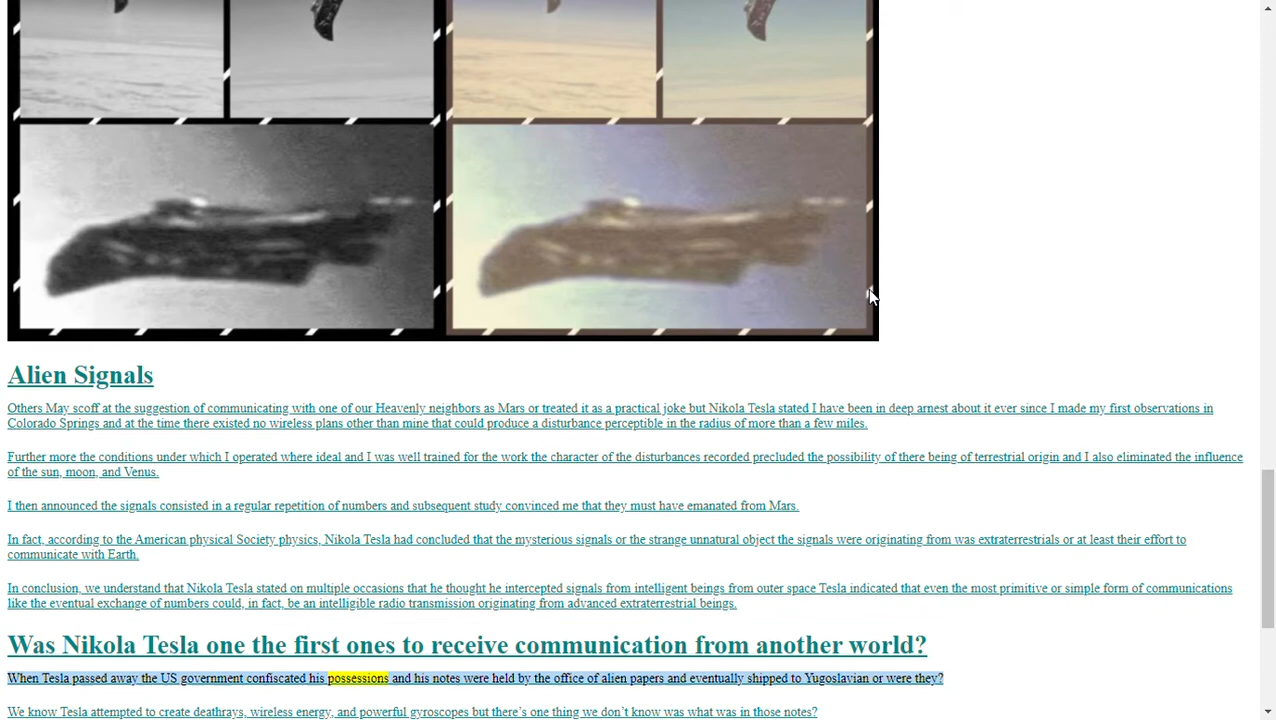 Alien Signals
Others May scoff at the suggestion of communicating with one of our Heavenly neighbors as Mars or treated it as a practical joke but Nikola Tesla stated I have been in deep arnest about it ever since I made my first observations in
Colorado Springs and at the time there existed no wireless plans other than mine that could produce a disturbance perceptible in the radius of more than a few miles.
Further more the conditions under which I operated where ideal and I was well trained for the work the character of the disturbances recorded precluded the possibility of there being of terrestrial origin and I also eliminated the influence
of the sun, moon, and Venus.
I then announced the signals consisted in a regular repetition of numbers and subsequent study convinced me that they must have emanated from Mars.
In fact, according to the American physical Society physics, Nikola Tesla had concluded that the mysterious signals or the strange unnatural object the signals were originating from was extraterrestrials or at least their effort to
communicate with Earth.
In conclusion, we understand that Nikola Tesla stated on multiple occasions that he thought he intercepted signals from intelligent beings from outer space Tesla indicated that even the most primitive or simple form of communications
like the eventual exchange of numbers could, in fact, be an intelligible radio transmission originating from advanced extraterrestrial beings.
Was Nikola Tesla one the first ones to receive communication from another world?
When Tesla passed away the US government confiscated his possessions and his notes were held by the office of alien papers and eventually shipped to Yugoslavian or were they?
We know Tesla attempted to create deathrays, wireless energy, and powerful gyroscopes but there’s one thing we don’t know was what was in those notes?